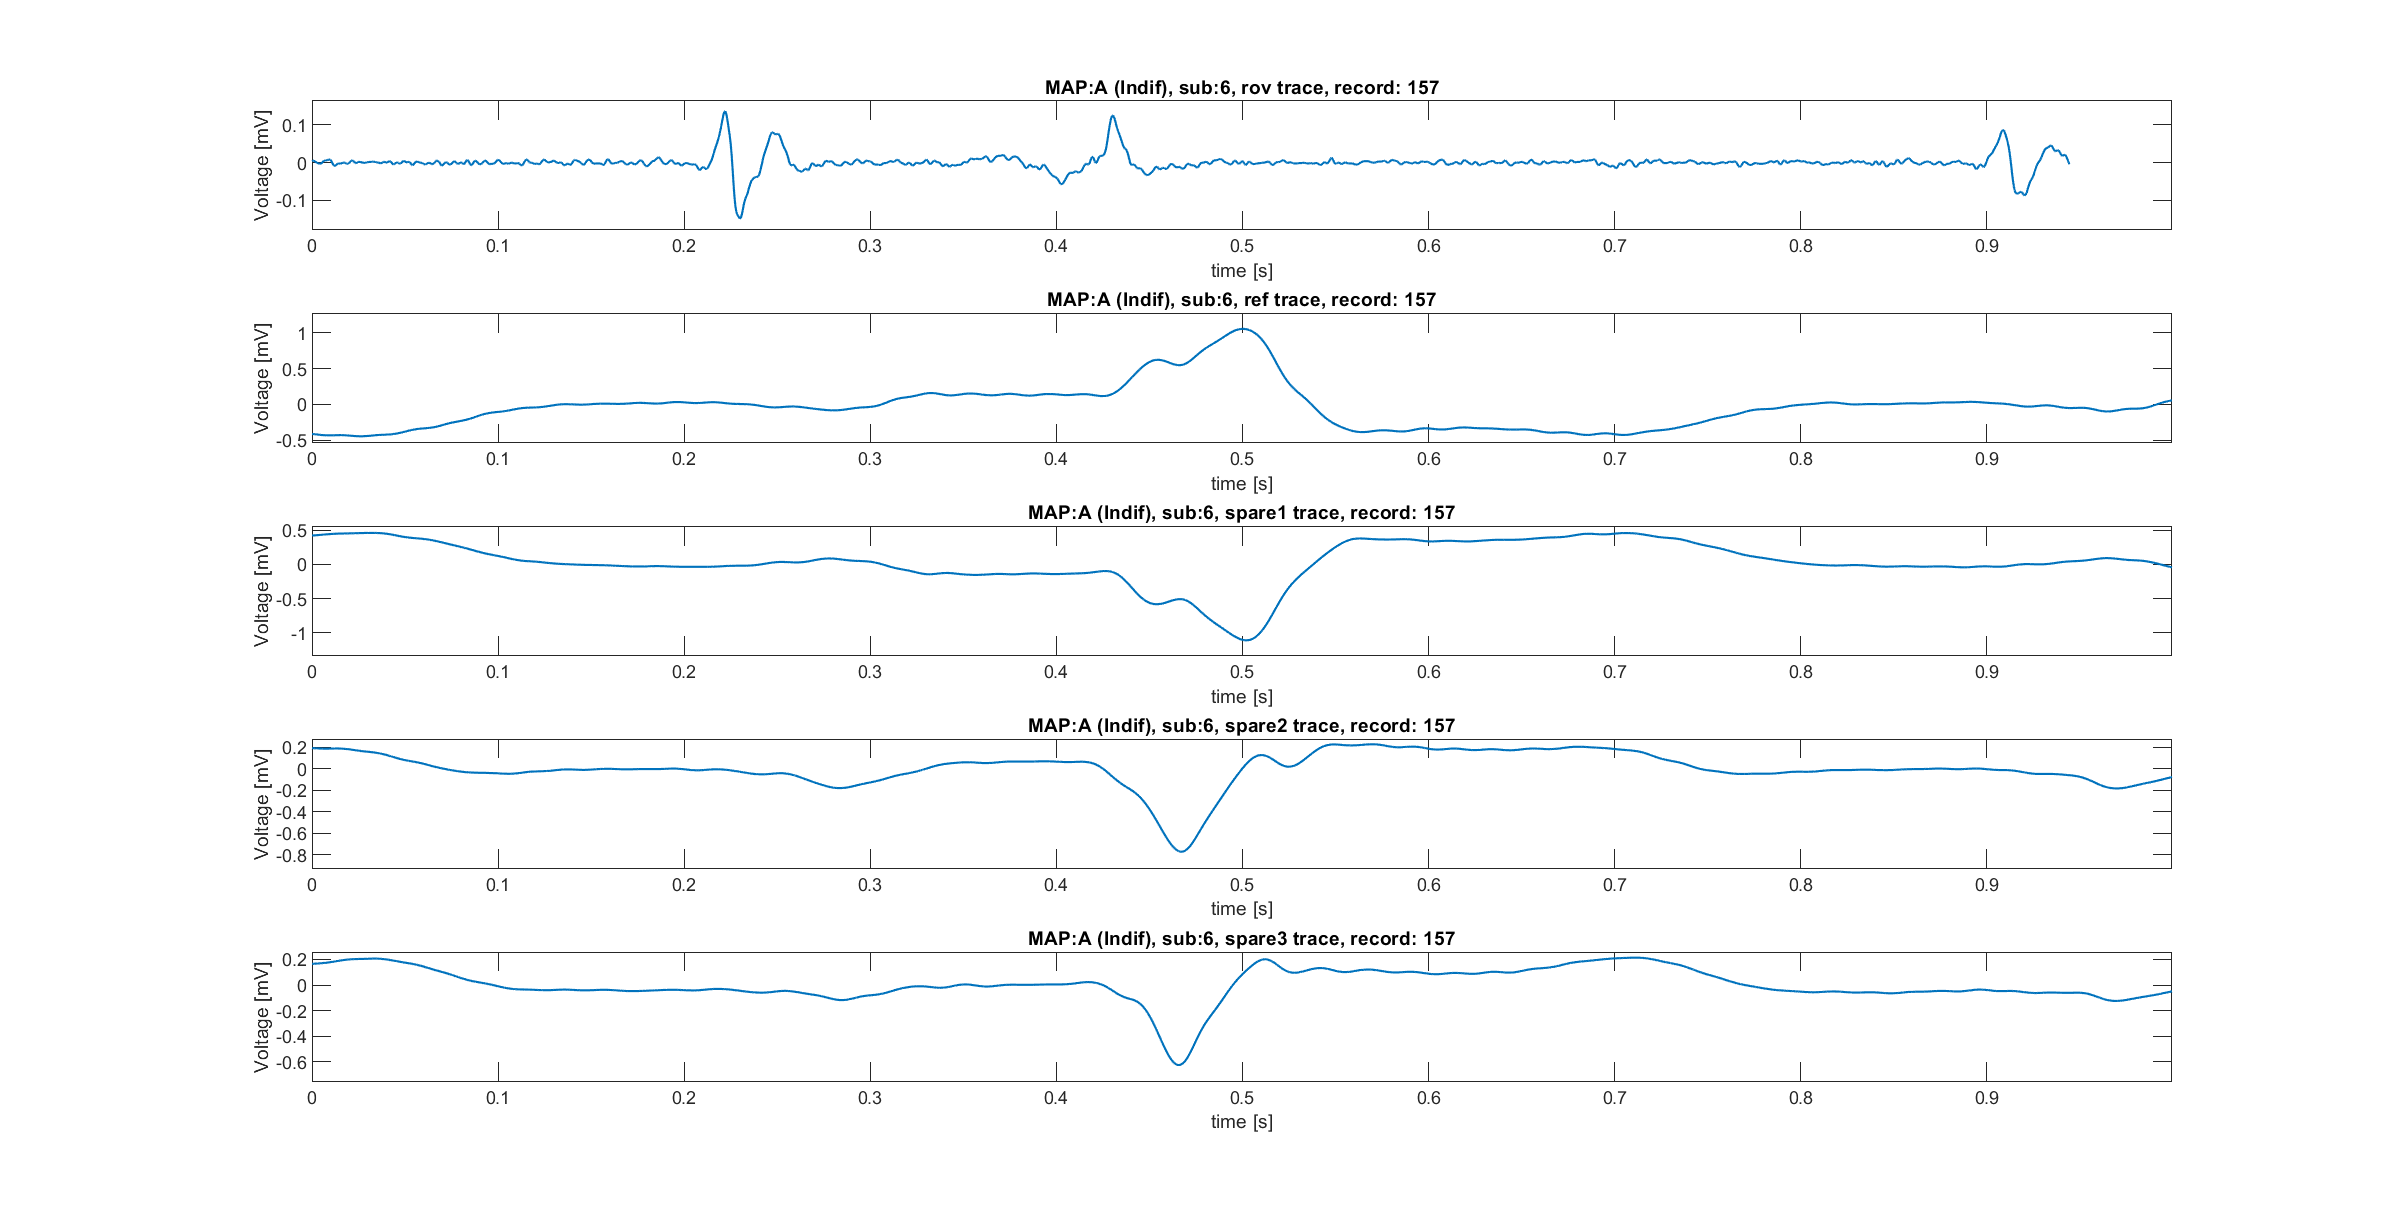 MAP:A (Indif), sub:6, rov trace, record: 157
Voltage [mV]
0.1
0
-0.1
0 0.1 0.2 0.3 0.4 0.5 0.6 0.7 0.8 0.9
time [s]
MAP:A (Indif), sub:6, ref trace, record: 157
Voltage [mV]
1
0.5
0
-0.5
0 0.1 0.2 0.3 0.4 0.5 0.6 0.7 0.8 0.9
time [s]
MAP:A (Indif), sub:6, spare1 trace, record: 157
Voltage [mV]
0.5
0
-0.5
-1
0 0.1 0.2 0.3 0.4 0.5 0.6 0.7 0.8 0.9
time [s]
MAP:A (Indif), sub:6, spare2 trace, record: 157
Voltage [mV]
0.2
0
-0.2
-0.4
-0.6
-0.8
0 0.1 0.2 0.3 0.4 0.5 0.6 0.7 0.8 0.9
time [s]
MAP:A (Indif), sub:6, spare3 trace, record: 157
Voltage [mV]
0.2
0
-0.2
-0.4
-0.6
0 0.1 0.2 0.3 0.4 0.5 0.6 0.7 0.8 0.9
time [s]